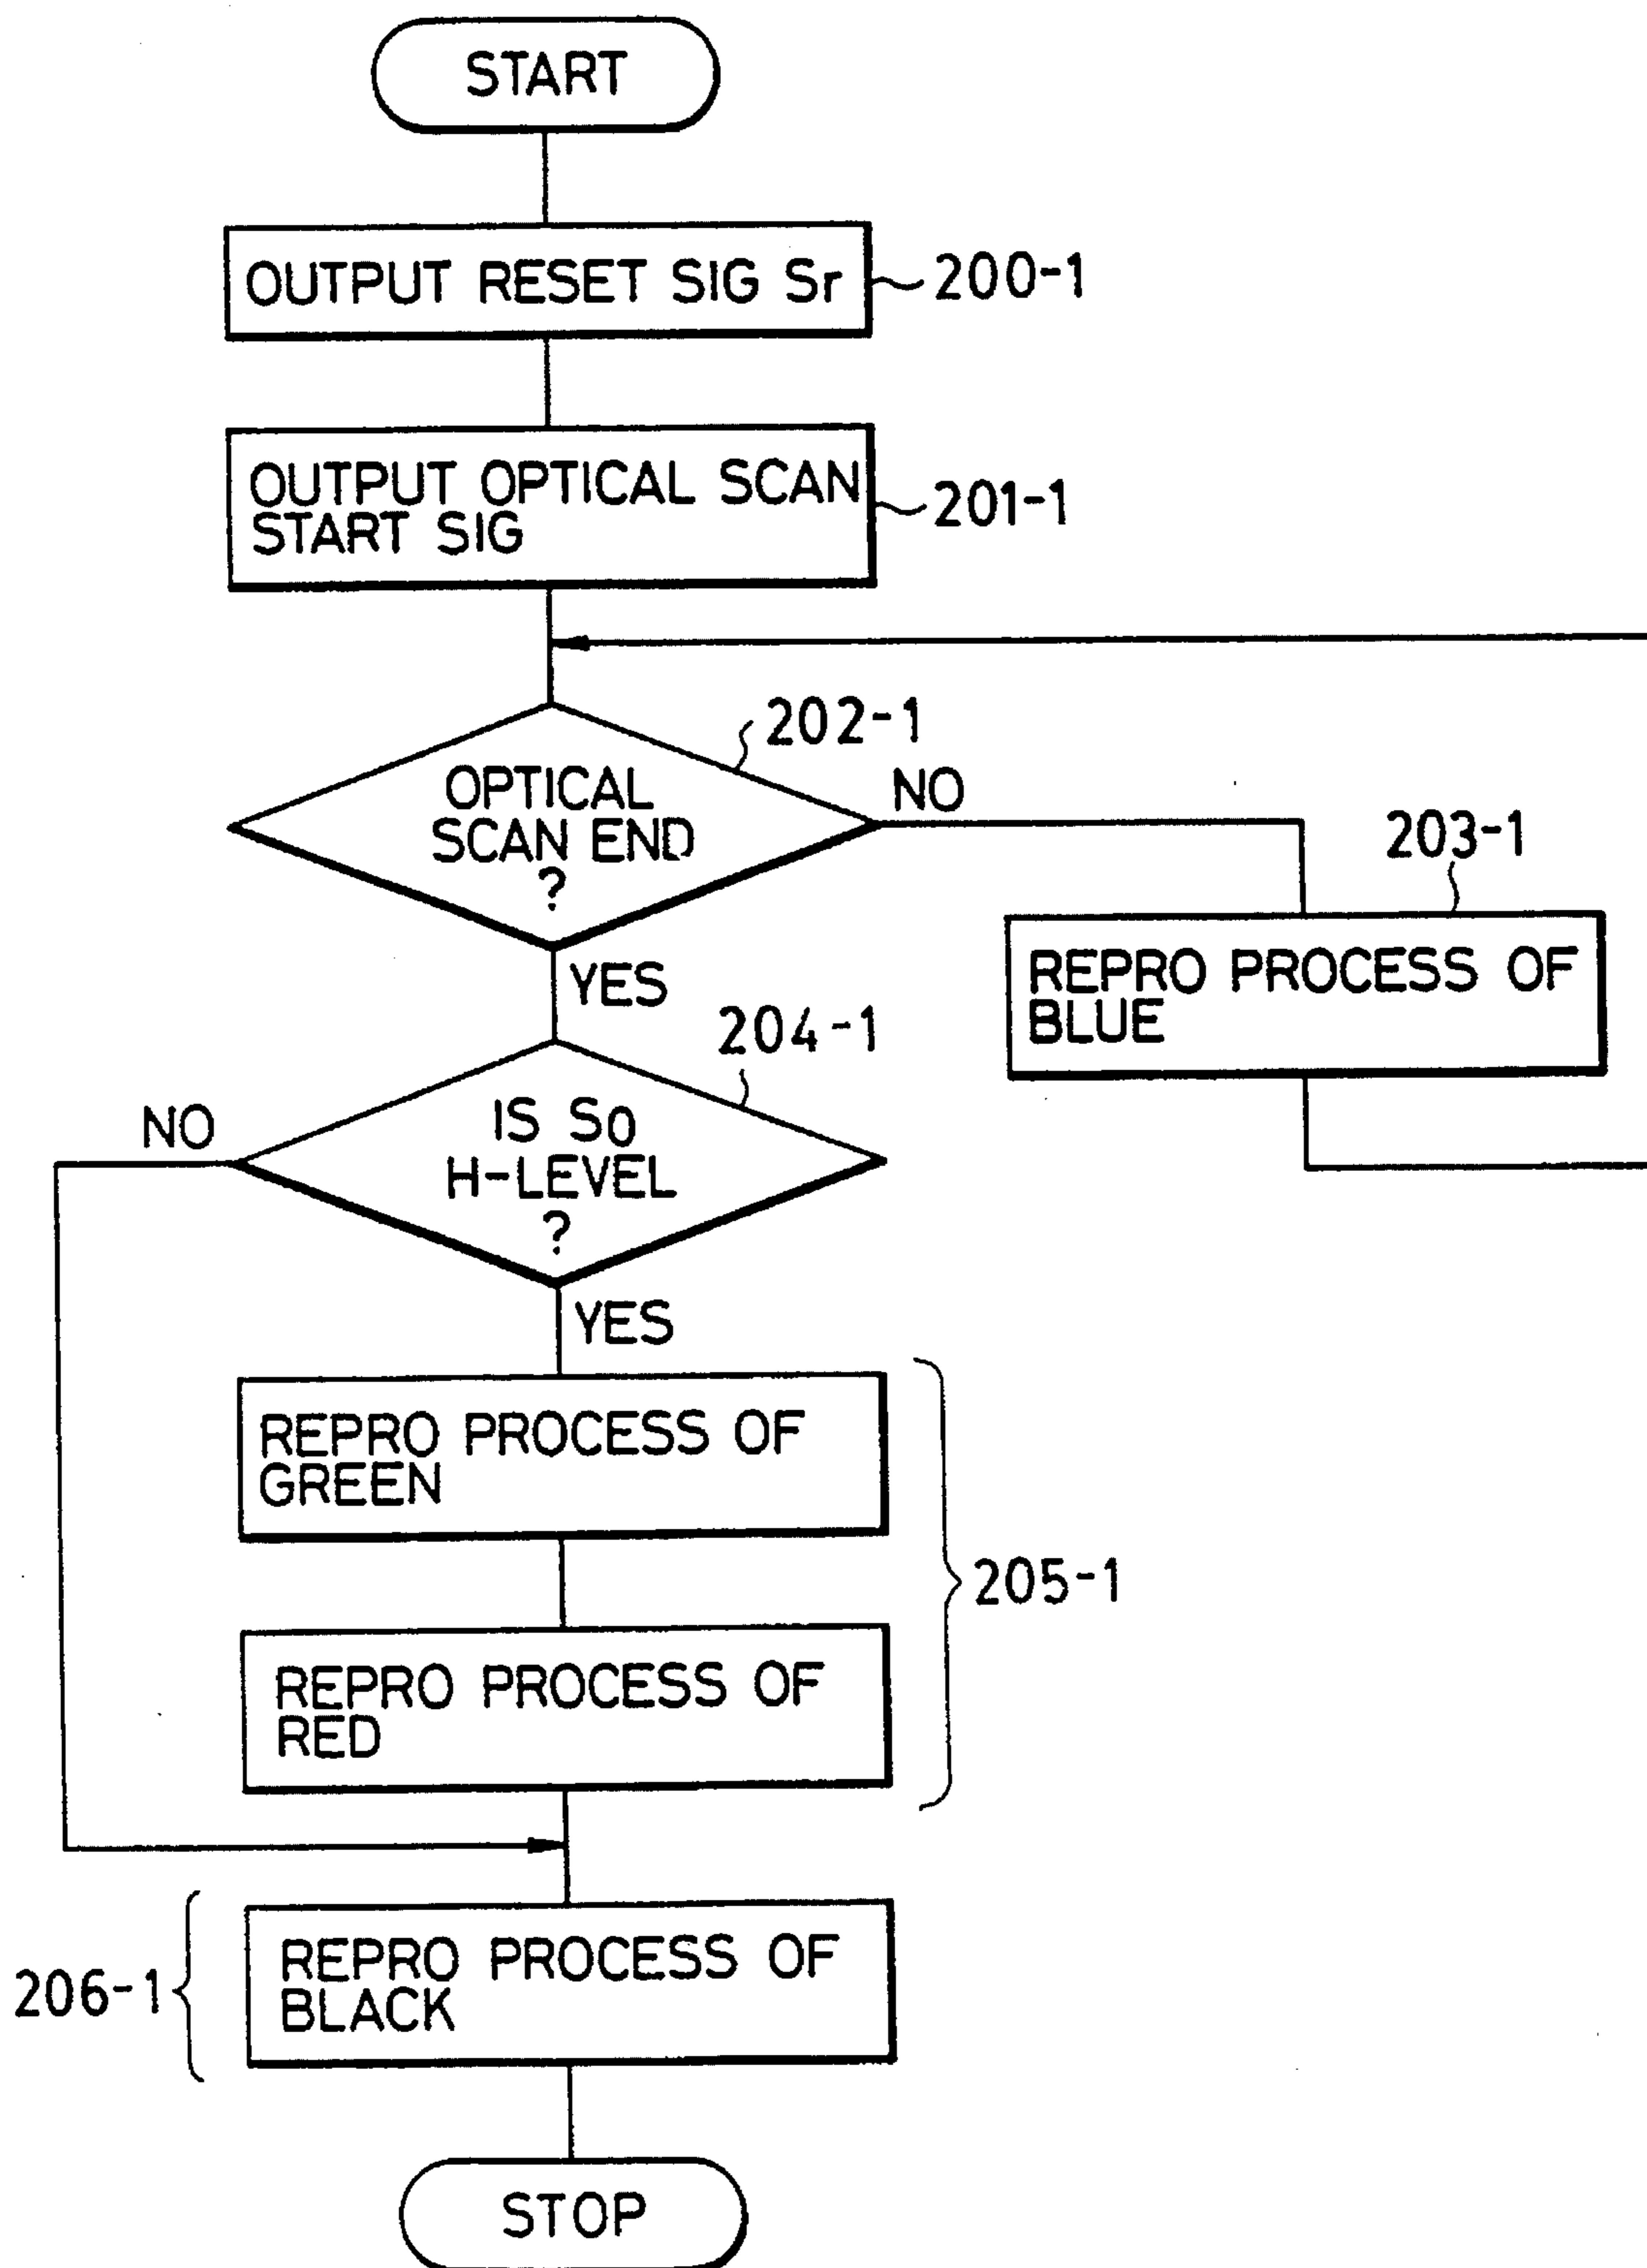 START
OUTPUT RESET SIG Sr
200-1
OUTPUT OPTICAL SCAN
START SIG
201-1
202-1
OPTICAL
SCAN END
?
NO
YES
203-1
REPRO PROCESS OF
BLUE
204-1
IS So
H-LEVEL
?
NO
YES
REPRO PROCESS OF
GREEN
205-1
REPRO PROCESS OF
RED
206-1
REPRO PROCESS OF
BLACK
STOP